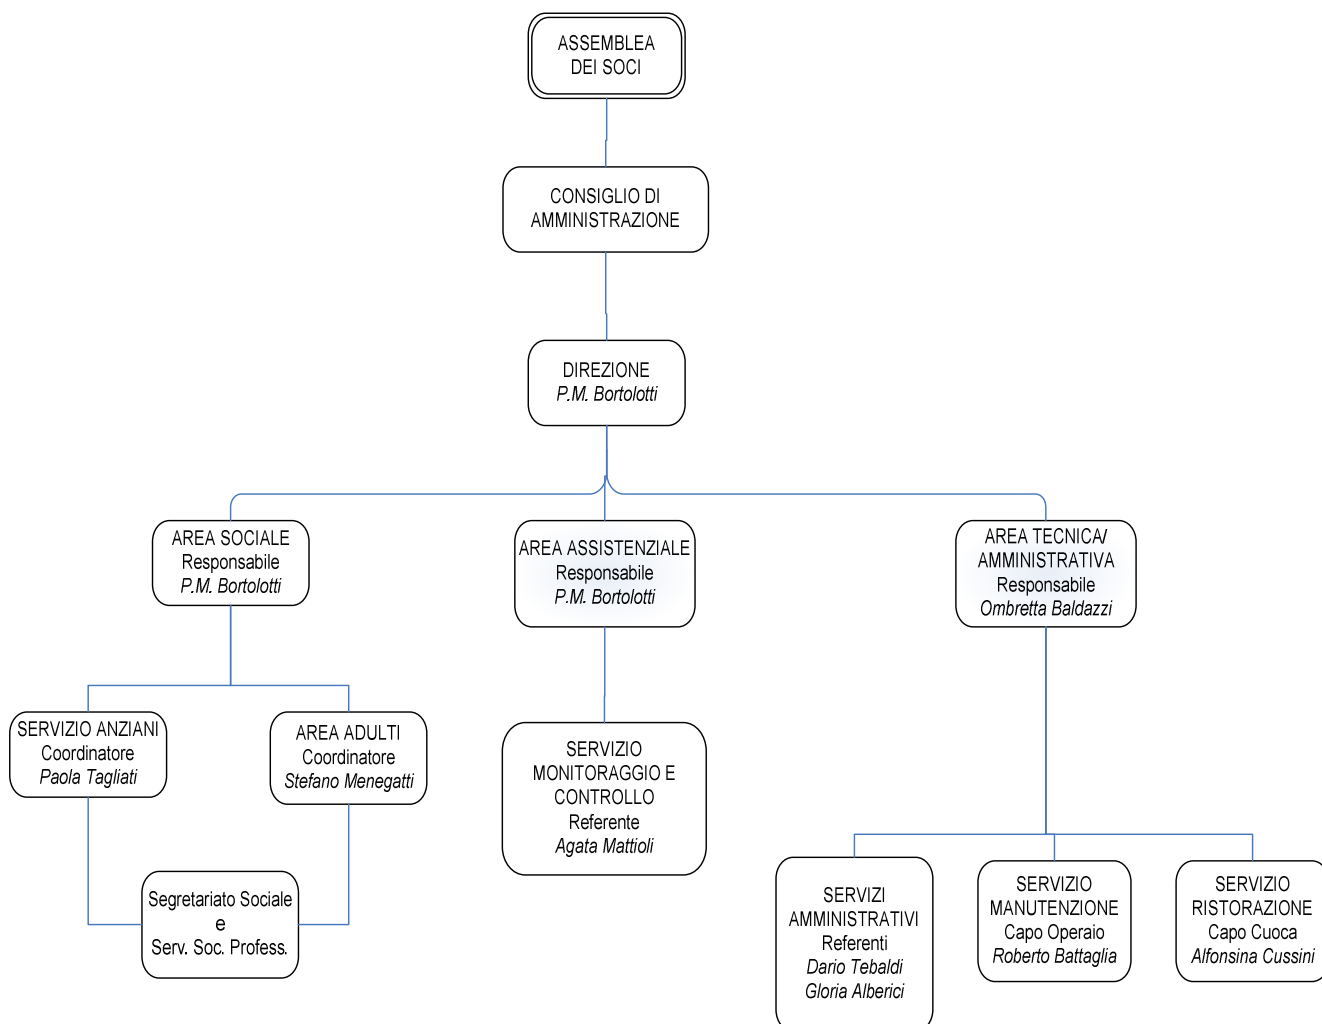 ASSEMBLEA
DEI SOCI
CONSIGLIO DI
AMMINISTRAZIONE
DIREZIONE
P.M. Bortolotti
AREA SOCIALE
Responsabile
P.M. Bortolotti
AREA ASSISTENZIALE
Responsabile
P.M. Bortolotti
AREA TECNICA/
AMMINISTRATIVA
Responsabile
Ombretta Baldazzi
SERVIZIO ANZIANI
Coordinatore
Paola Tagliati
AREA ADULTI
Coordinatore
Stefano Menegatti
SERVIZIO
MONITORAGGIO E
CONTROLLO
Referente
Agata Mattioli
Segretariato Sociale
e
Serv. Soc. Profess.
SERVIZI
AMMINISTRATIVI
Referenti
Dario Tebaldi
Gloria Alberici
SERVIZIO
MANUTENZIONE
Capo Operaio
Roberto Battaglia
SERVIZIO
RISTORAZIONE
Capo Cuoca
Alfonsina Cussini